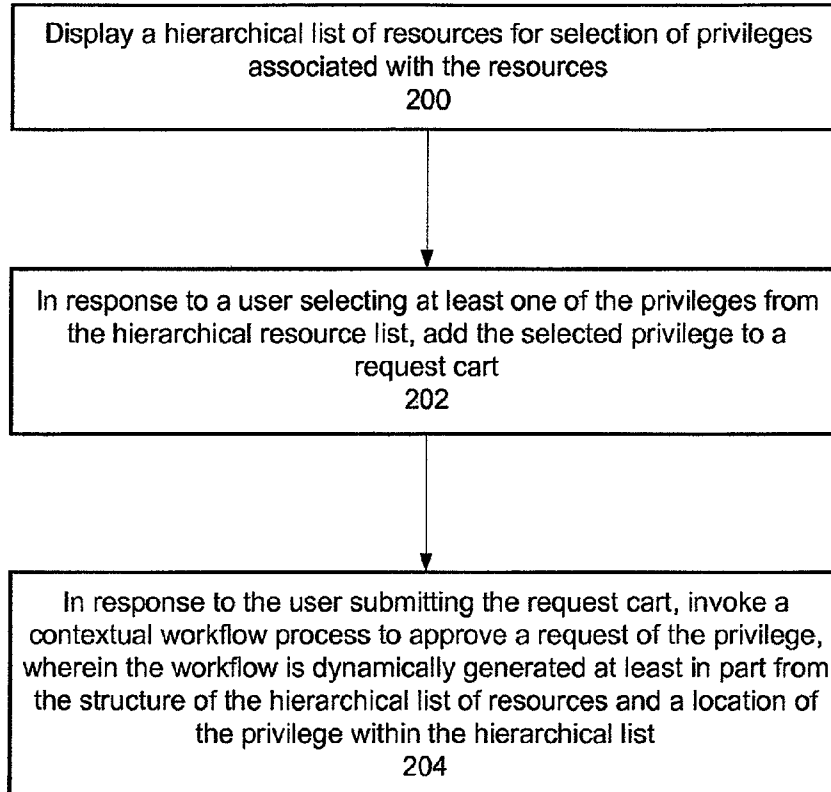 Display a hierarchical list of resources for selection of privileges
associated with the resources
200
In response to a user selecting at least one of the privileges from
the hierarchical resource list, add the selected privilege to a
request cart
202
In response to the user submitting the request cart, invoke a
contextual workflow process to approve a request of the privilege,
wherein the workflow is dynamically generated at least in part from
the structure of the hierarchical list of resources and a location of
the privilege within the hierarchical list
204